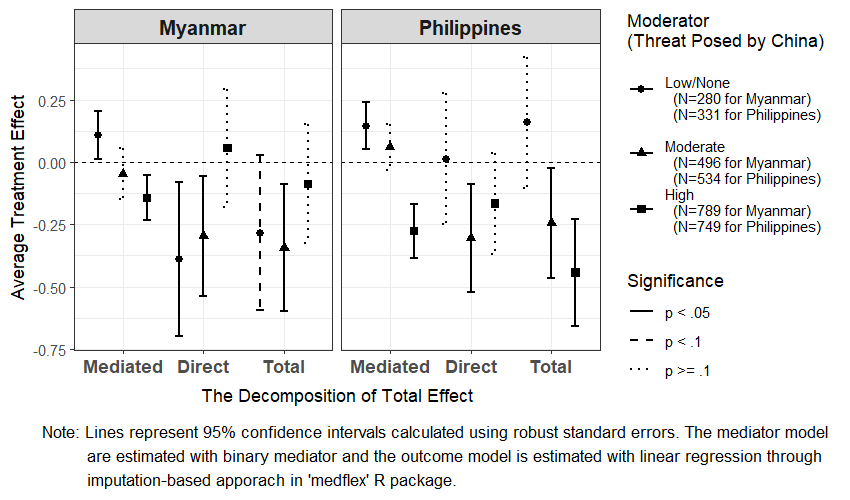 Myanmar
Philippines
Average Treatment Effect
0.25
0.00
-0.25
-0.50
-0.75
Mediated
Direct
Total
Mediated
Direct
Total
The Decomposition of Total Effect
Moderator
(Threat Posed by China)
Low/None
(N=280 for Myanmar)
(N=331 for Philippines)
Moderate
(N=496 for Myanmar)
(N=534 for Philippines)
High
(N=789 for Myanmar)
(N=749 for Philippines)
Significance
p < .05
p < .1
p >= .1
Note: Lines represent 95% confidence intervals calculated using robust standard errors. The mediator model
are estimated with binary mediator and the outcome model is estimated with linear regression through
imputation-based apporach in 'medflex' R package.